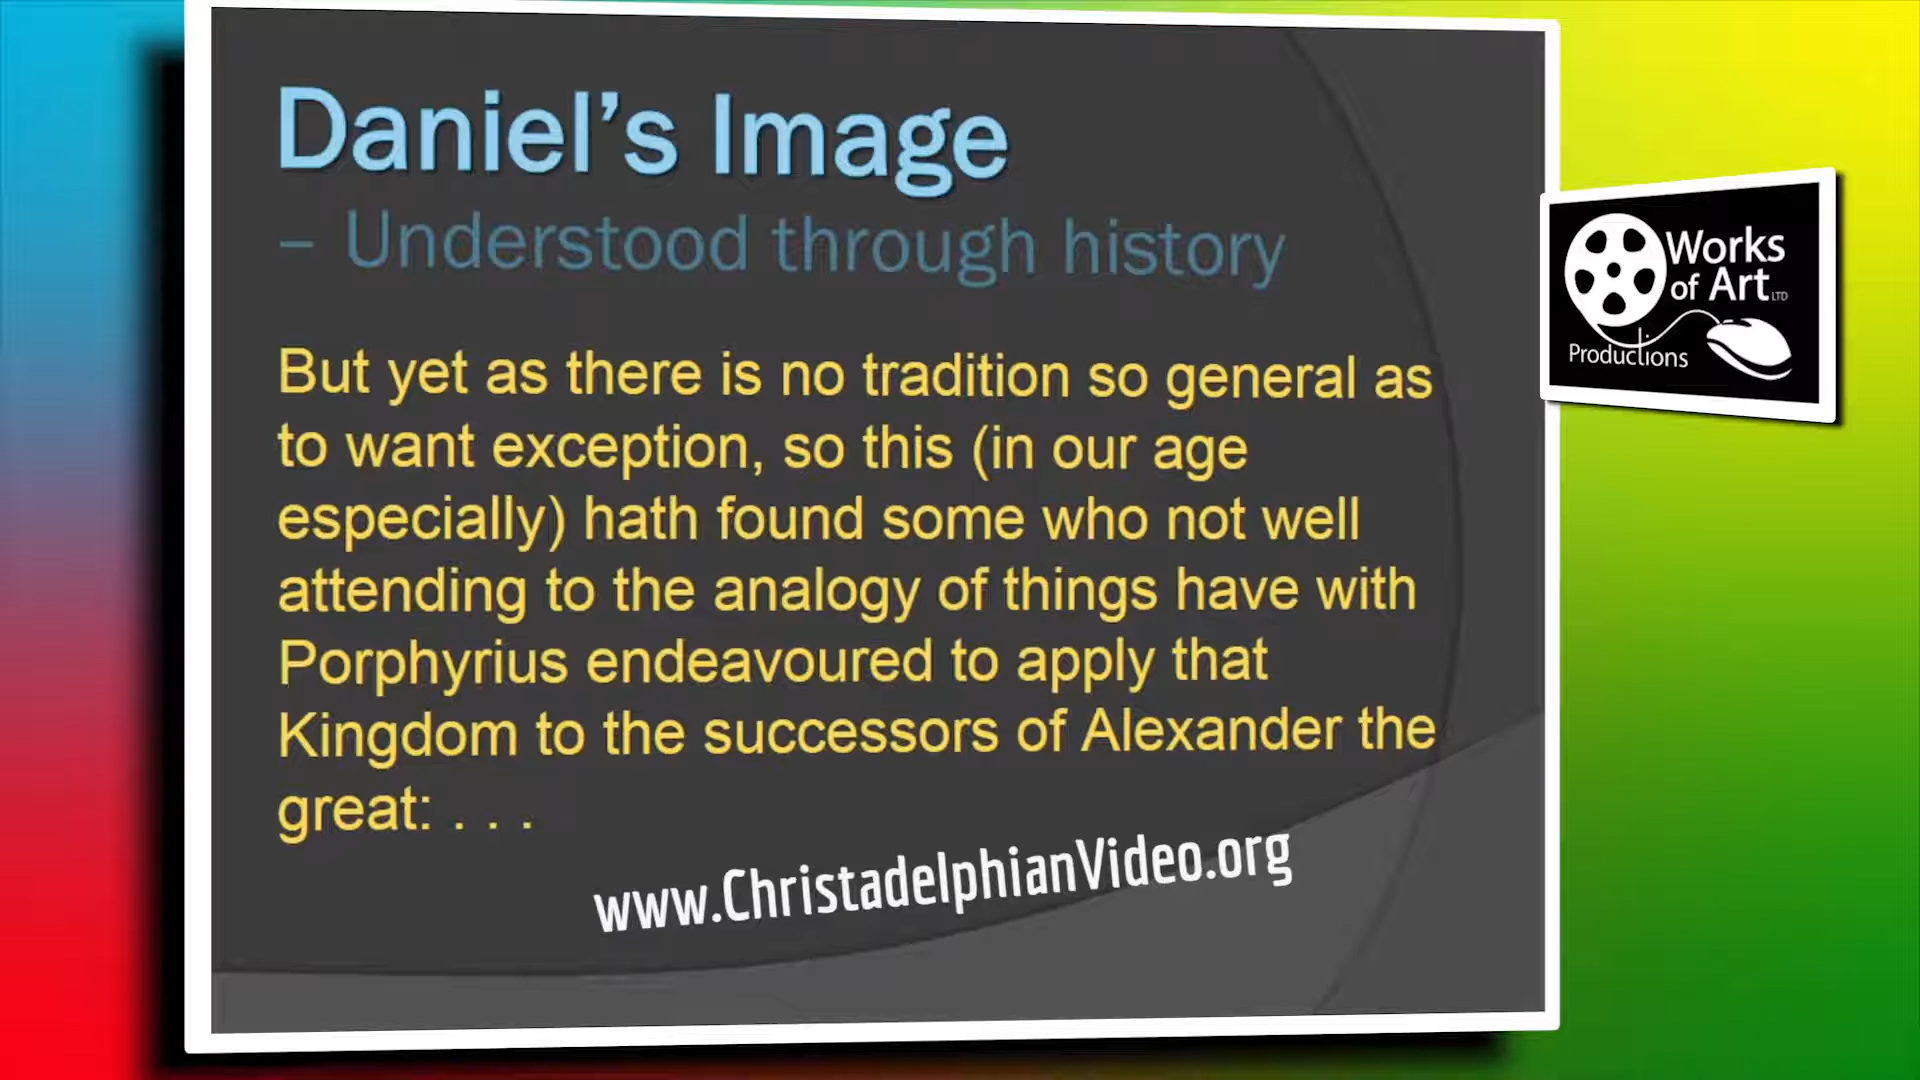 Daniel's Image
– Understood through history
But yet as there is no tradition so general as
to want exception, so this (in our age
especially) hath found some who not well
attending to the analogy of things have with
Porphyrius endeavoured to apply that
Kingdom to the successors of Alexander the
great: . . .
www.ChristadelphianVideo.org
Works
of Art LTD
Productions